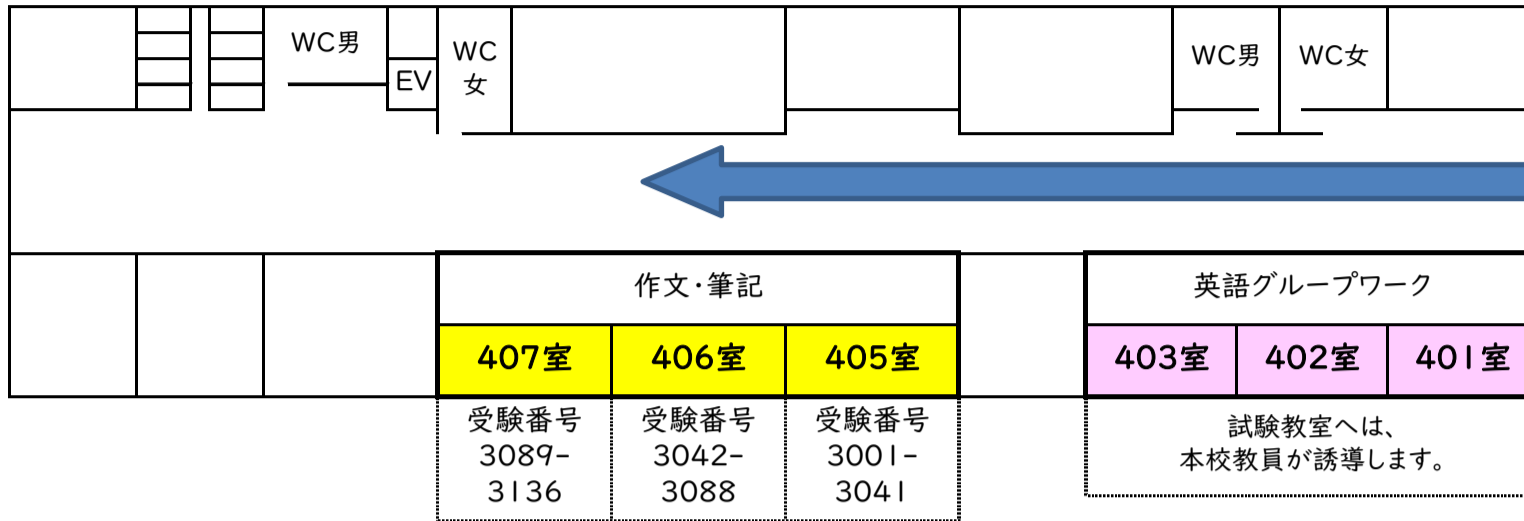 WC男
EV
WC
女
WC男
WC女
作文・筆記
英語グループワーク
407室
406室
405室
403室
402室
401室
受験番号
3089-
3136
受験番号
3042-
3088
受験番号
3001-
3041
試験教室へは、
本校教員が誘導します。